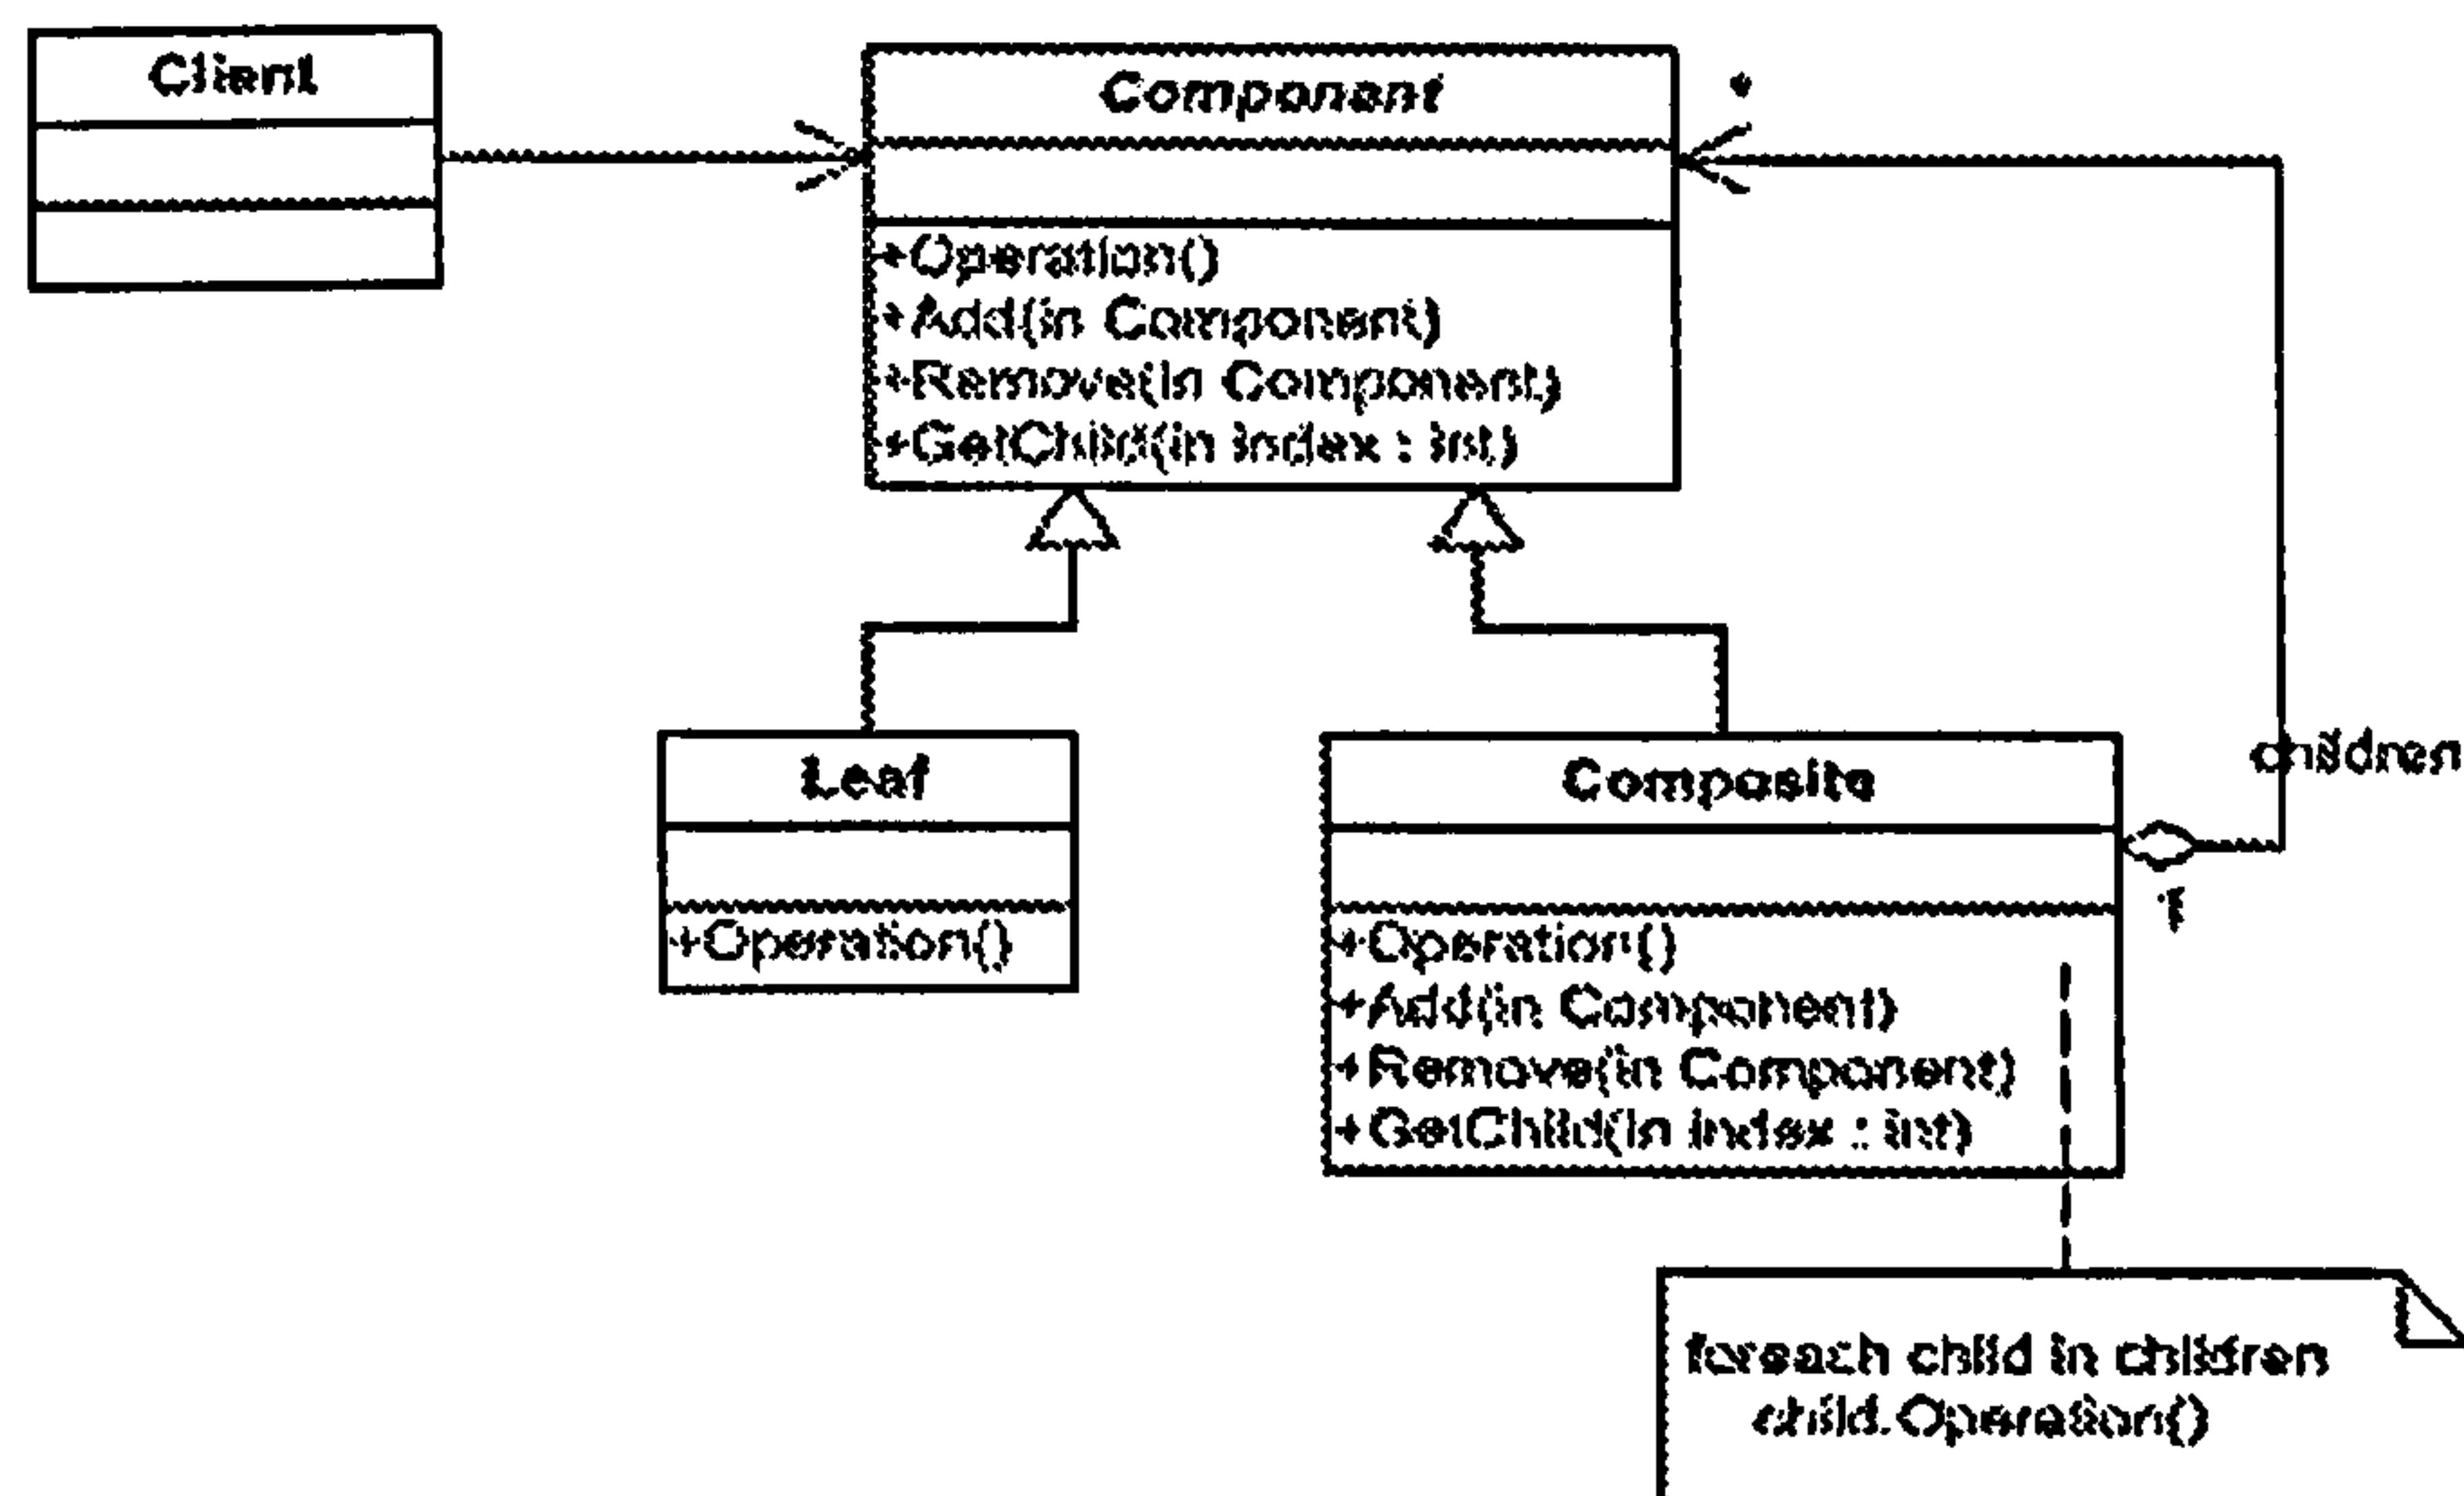 Client
Component
*
+Operation()
+Add(in Component)
+Remove(in Component)
+GetChild(in index : int)
Leaf
+Operation()
Composite
children
1
+Operation()
+Add(in Component)
+Remove(in Component)
+GetChild(in index : int)
foreach child in children
child.Operation()